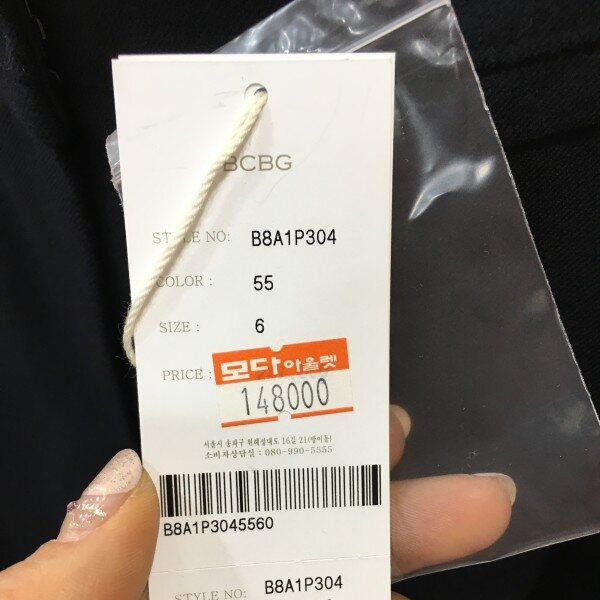 BCBG
STYLE NO: B8A1P304
COLOR : 55
SIZE : 6
PRICE : 모다아울렛
148000
서울시 송파구 위례성대로 16길 21(방이동)
소비자상담실 : 080-990-5555
B8A1P3045560
STYLE NO: B8A1P304